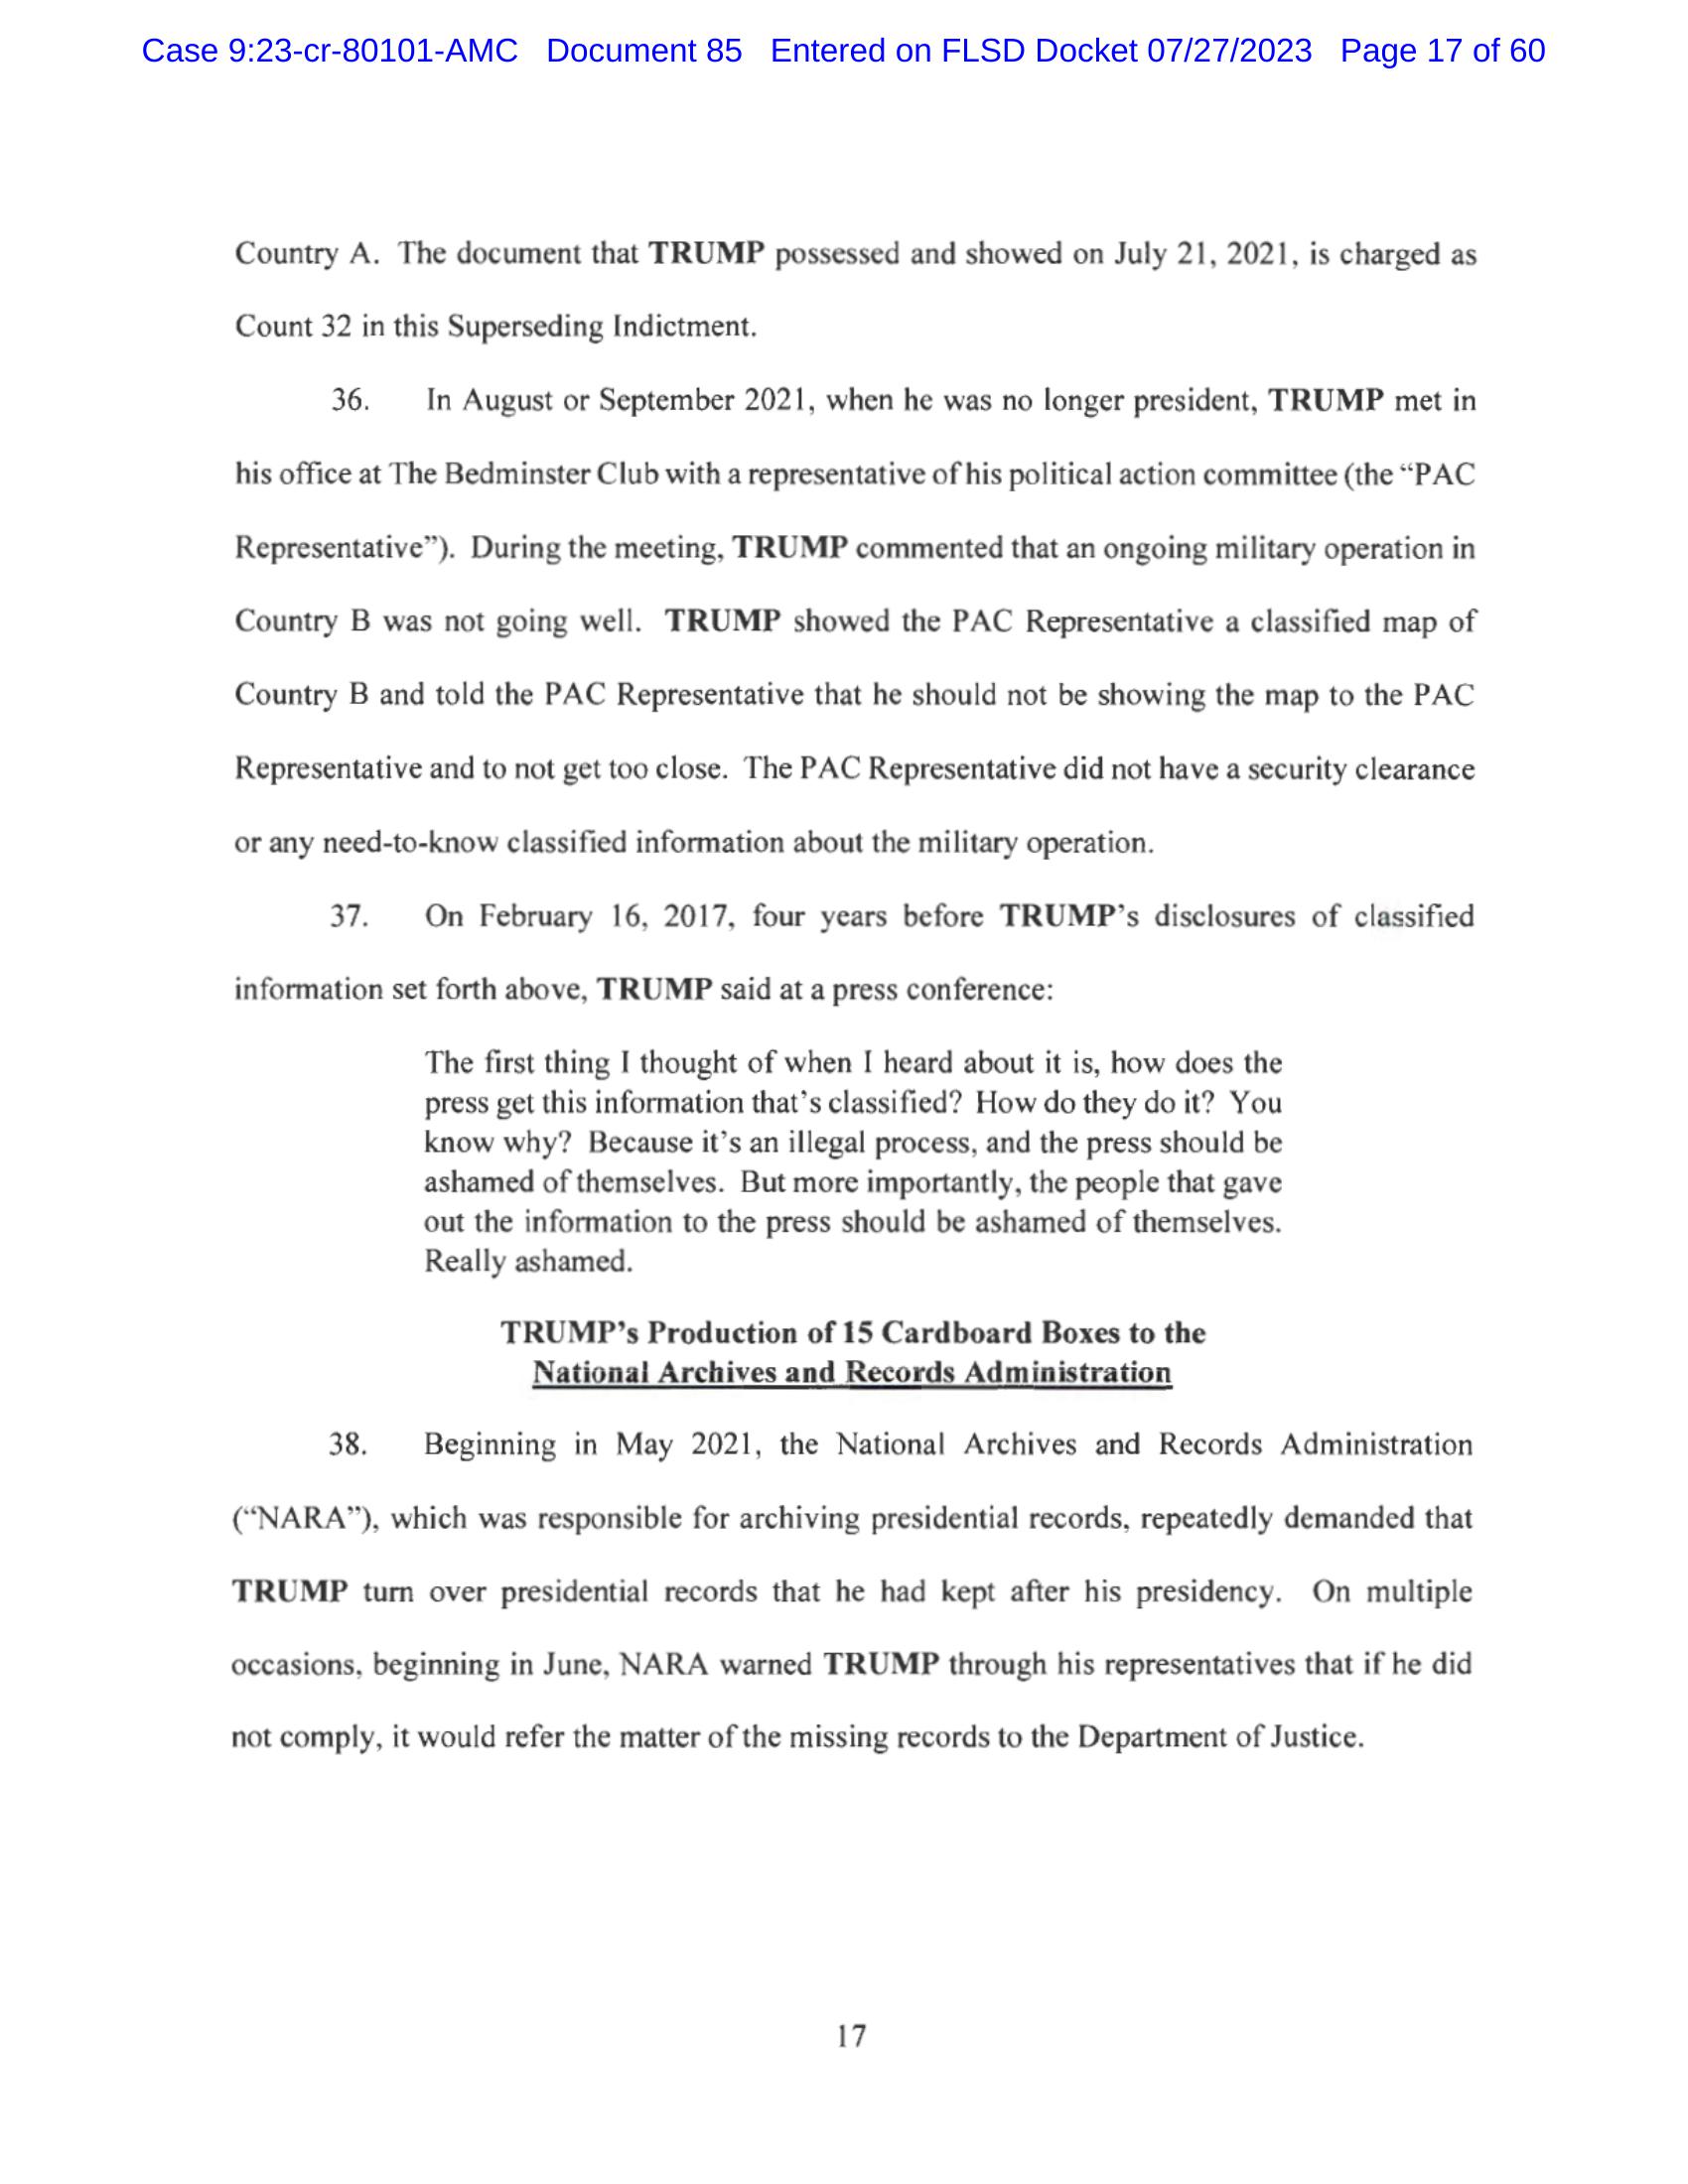 Case 9:23-cr-80101-AMC Document 85 Entered on FLSD Docket 07/27/2023 Page 17 of 60
Country A. The document that TRUMP possessed and showed on July 21, 2021, is charged as
Count 32 in this Superseding Indictment.
36. In August or September 2021, when he was no longer president, TRUMP met in
his office at The Bedminster Club with a representative of his political action committee (the “PAC
Representative”). During the meeting, TRUMP commented that an ongoing military operation in
Country B was not going well. TRUMP showed the PAC Representative a classified map of
Country B and told the PAC Representative that he should not be showing the map to the PAC
Representative and to not get too close. The PAC Representative did not have a security clearance
or any need-to-know classified information about the military operation.
37. On February 16, 2017, four years before TRUMP’s disclosures of classified
information set forth above, TRUMP said at a press conference:
The first thing I thought of when I heard about it is, how does the
press get this information that’s classified? How do they do it? You
know why? Because it’s an illegal process, and the press should be
ashamed of themselves. But more importantly, the people that gave
out the information to the press should be ashamed of themselves.
Really ashamed.
TRUMP’s Production of 15 Cardboard Boxes to the
National Archives and Records Administration
38. Beginning in May 2021, the National Archives and Records Administration
(“NARA”), which was responsible for archiving presidential records, repeatedly demanded that
TRUMP turn over presidential records that he had kept after his presidency. On multiple
occasions, beginning in June, NARA warned TRUMP through his representatives that if he did
not comply, it would refer the matter of the missing records to the Department of Justice.
17